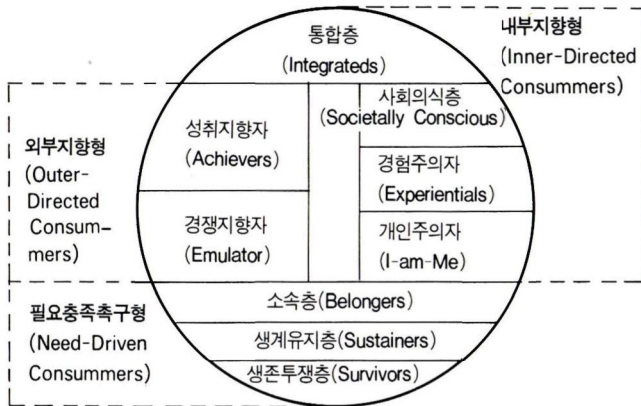 통합층
(Integrateds)
내부지향형
(Inner-Directed
Consummers)
외부지향형
(Outer-
Directed
Consum-
mers)
성취지향자
(Achievers)
사회의식층
(Societally Conscious)
경험주의자
(Experientials)
경쟁지향자
(Emulator)
개인주의자
(I-am-Me)
필요충족촉구형
(Need-Driven
Consummers)
소속층(Belongers)
생계유지층(Sustainers)
생존투쟁층(Survivors)